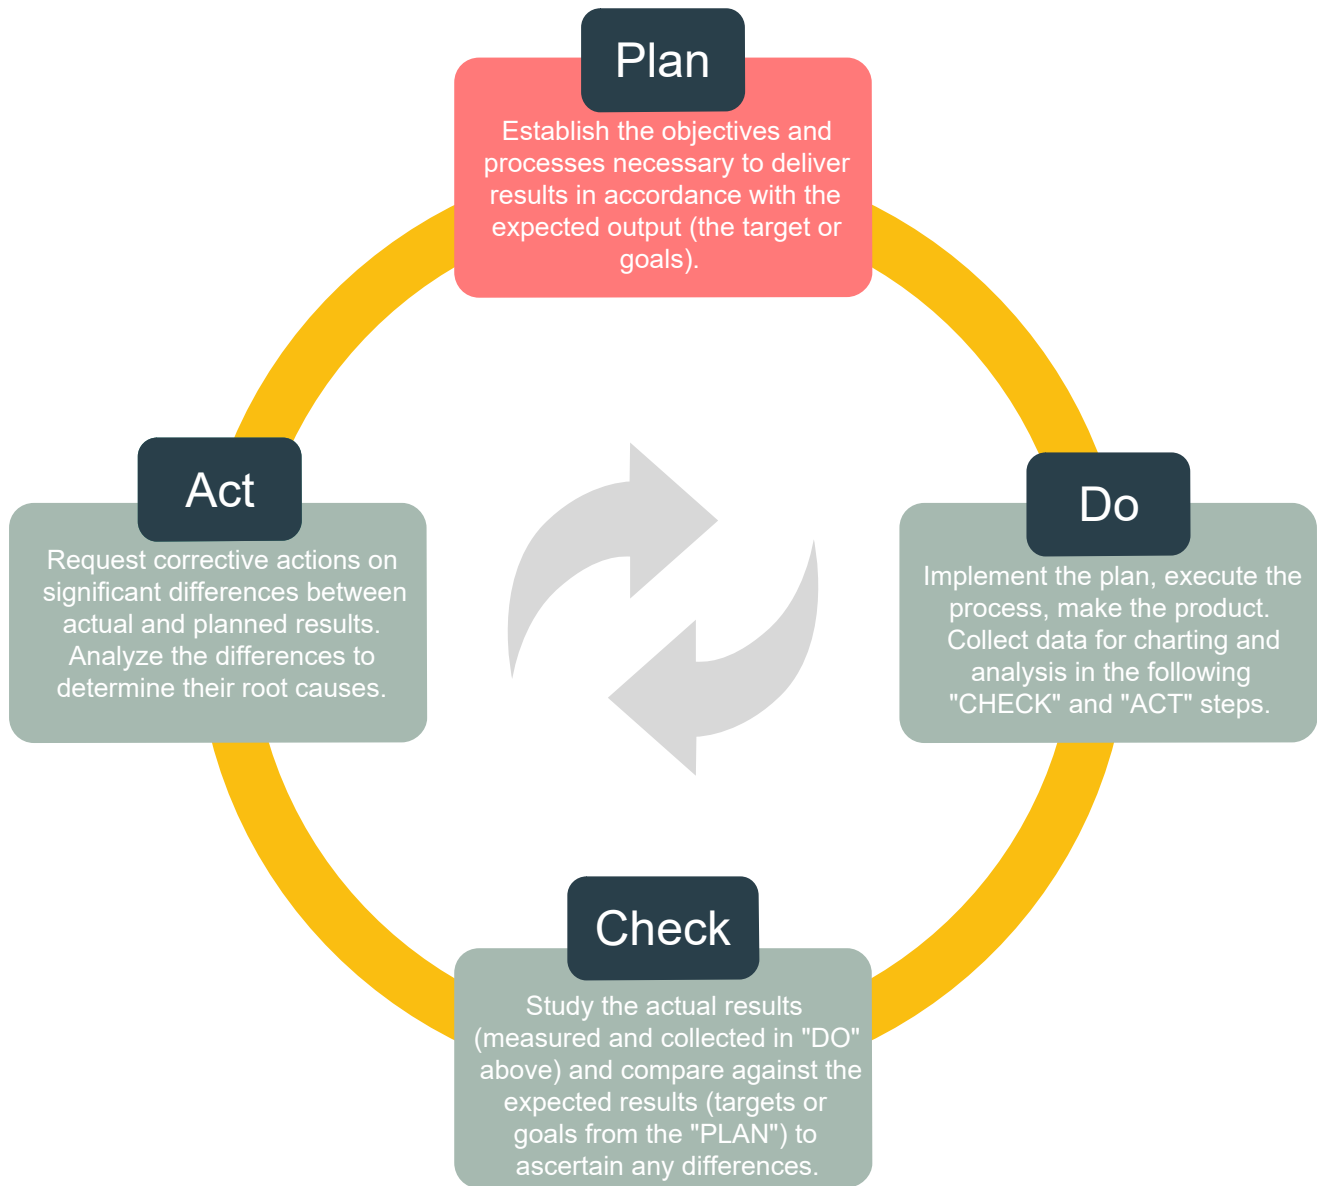 Plan
Establish the objectives and
processes necessary to deliver
results in accordance with the
expected output (the target or
goals).
Do
Implement the plan, execute the
process, make the product.
Collect data for charting and
analysis in the following
"CHECK" and "ACT" steps.
Check
Study the actual results
(measured and collected in "DO"
above) and compare against the
expected results (targets or
goals from the "PLAN") to
ascertain any differences.
Act
Request corrective actions on
significant differences between
actual and planned results.
Analyze the differences to
determine their root causes.